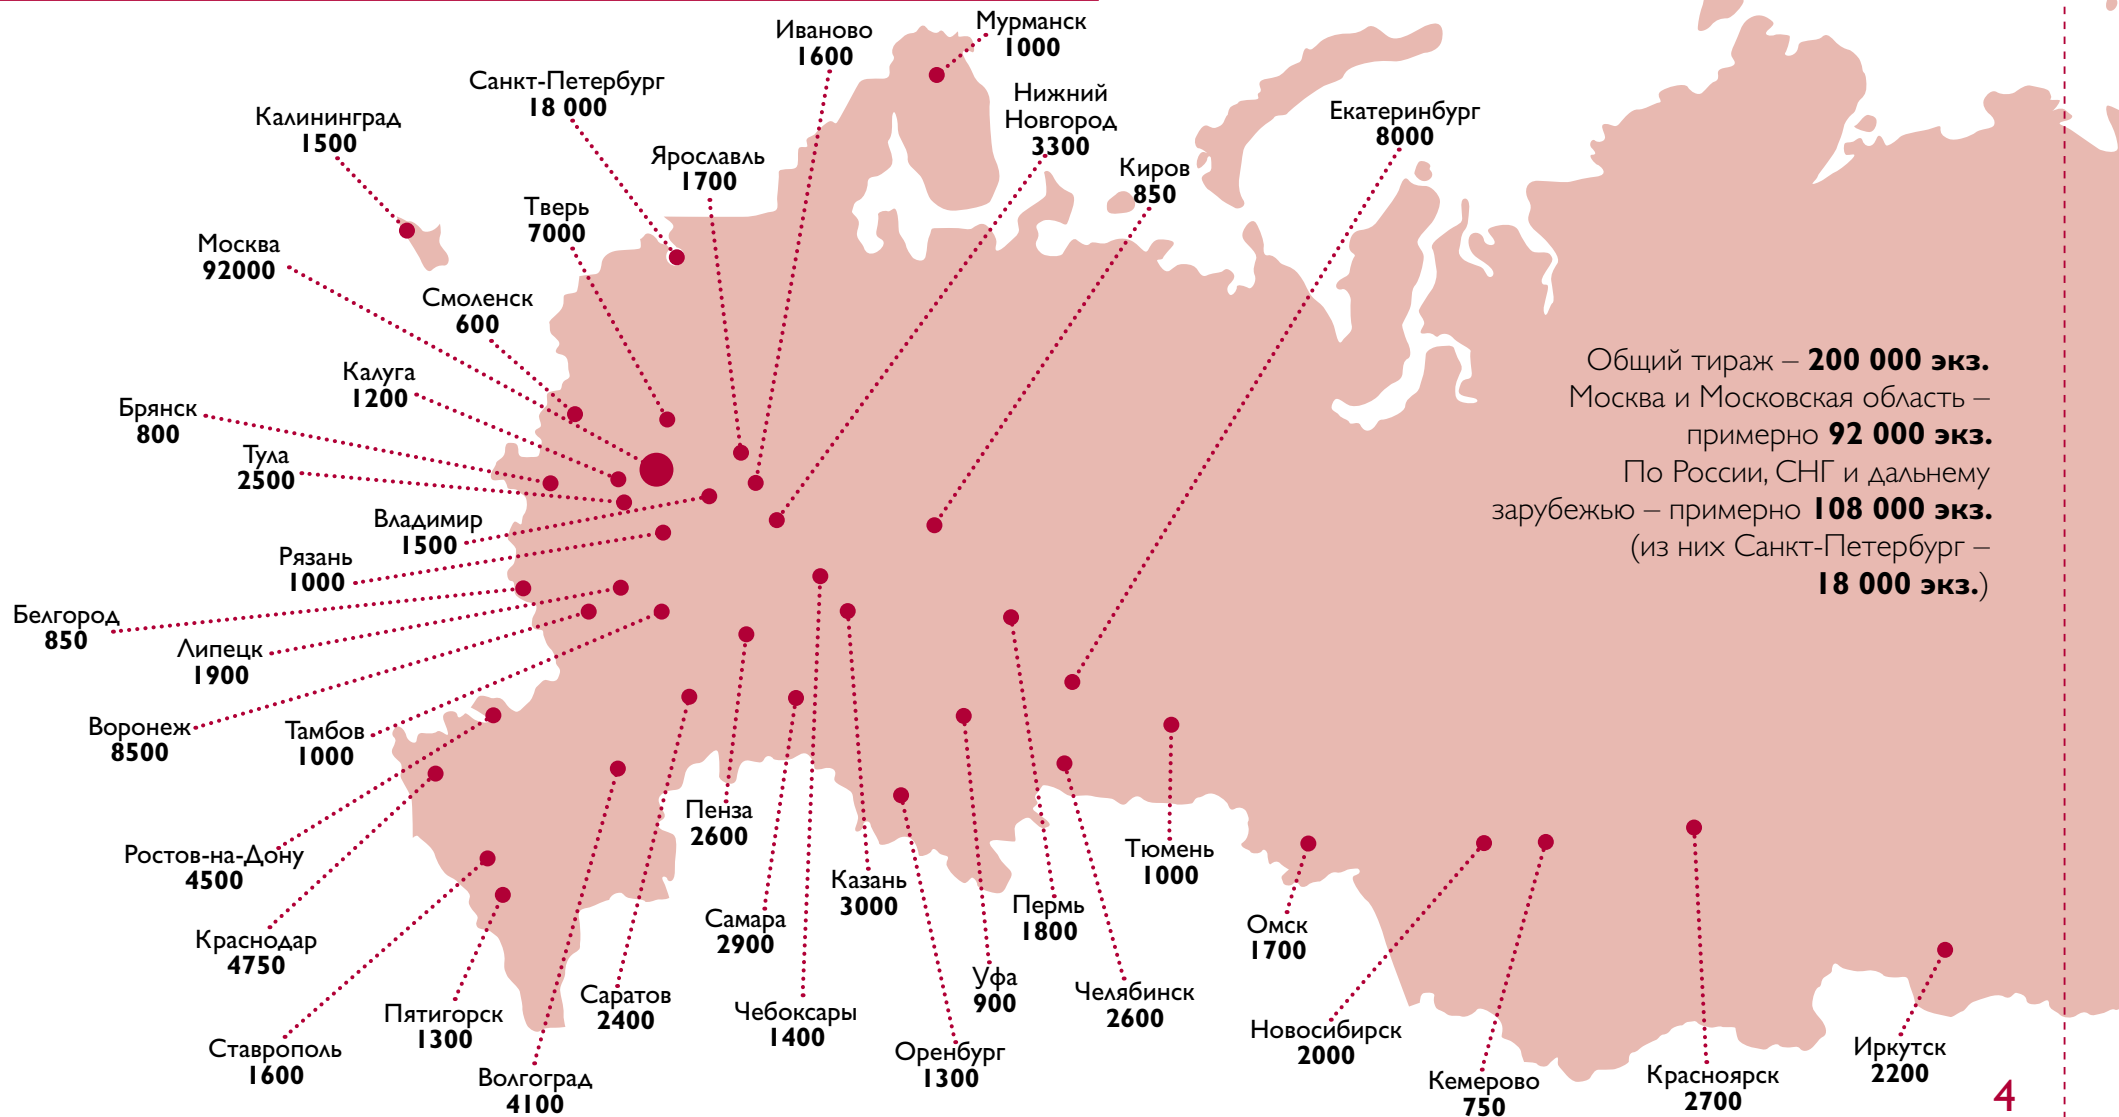 Мурманск
1000
Иваново
1600
Санкт-Петербург
18 000
Нижний
Новгород
3300
Екатеринбург
8000
Калининград
1500
Ярославль
1700
Киров
850
Тверь
7000
Москва
92000
Смоленск
600
Калуга
1200
Брянск
800
Тула
2500
Владимир
1500
Рязань
1000
Белгород
850
Липецк
1900
Воронеж
8500
Тамбов
1000
Общий тираж – 200 000 экз.
Москва и Московская область –
примерно 92 000 экз.
По России, СНГ и дальнему
зарубежью – примерно 108 000 экз.
(из них Санкт-Петербург –
18 000 экз.)
Ростов-на-Дону
4500
Краснодар
4750
Ставрополь
1600
Пятигорск
1300
Волгоград
4100
Саратов
2400
Пенза
2600
Самара
2900
Чебоксары
1400
Казань
3000
Оренбург
1300
Уфа
900
Пермь
1800
Челябинск
2600
Тюмень
1000
Омск
1700
Новосибирск
2000
Кемерово
750
Красноярск
2700
Иркутск
2200
4